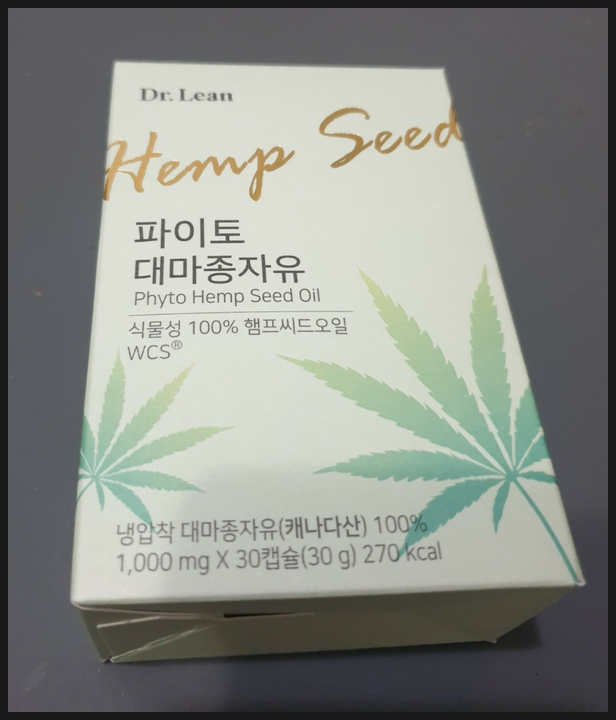 Dr. Lean
Hemp Seed
파이토
대마종자유
Phyto Hemp Seed Oil
식물성 100% 햄프씨드오일
WCS®
냉압착 대마종자유(캐나다산) 100%
1,000 mg X 30캡슐(30 g) 270 kcal